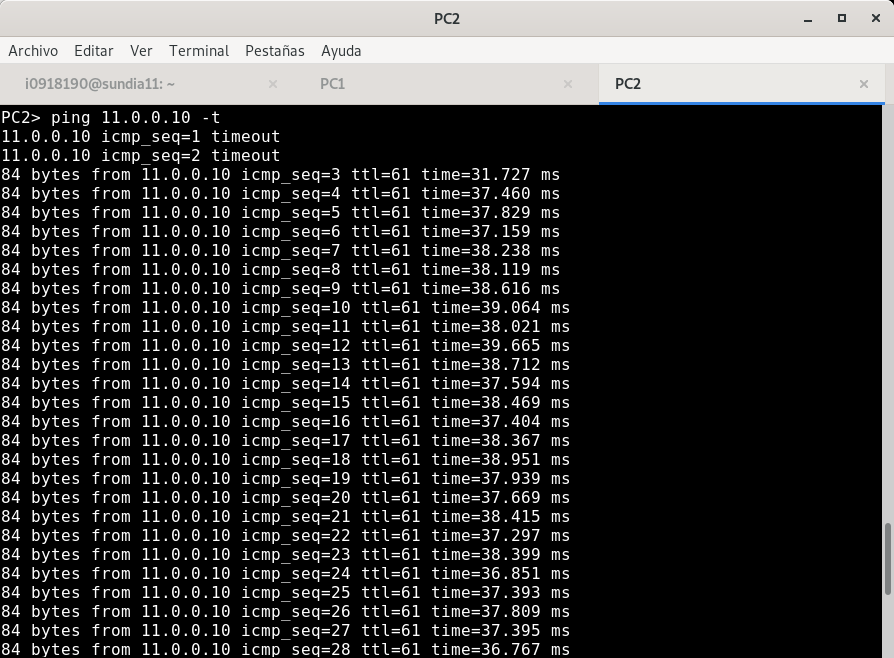 PC2
Archivo Editar Ver Terminal Pestañas Ayuda
i0918190@sundia11: ~ PC1 PC2
PC2> ping 11.0.0.10 -t
11.0.0.10 icmp_seq=1 timeout
11.0.0.10 icmp_seq=2 timeout
84 bytes from 11.0.0.10 icmp_seq=3 ttl=61 time=31.727 ms
84 bytes from 11.0.0.10 icmp_seq=4 ttl=61 time=37.460 ms
84 bytes from 11.0.0.10 icmp_seq=5 ttl=61 time=37.829 ms
84 bytes from 11.0.0.10 icmp_seq=6 ttl=61 time=37.159 ms
84 bytes from 11.0.0.10 icmp_seq=7 ttl=61 time=38.238 ms
84 bytes from 11.0.0.10 icmp_seq=8 ttl=61 time=38.119 ms
84 bytes from 11.0.0.10 icmp_seq=9 ttl=61 time=38.616 ms
84 bytes from 11.0.0.10 icmp_seq=10 ttl=61 time=39.064 ms
84 bytes from 11.0.0.10 icmp_seq=11 ttl=61 time=38.021 ms
84 bytes from 11.0.0.10 icmp_seq=12 ttl=61 time=39.665 ms
84 bytes from 11.0.0.10 icmp_seq=13 ttl=61 time=38.712 ms
84 bytes from 11.0.0.10 icmp_seq=14 ttl=61 time=37.594 ms
84 bytes from 11.0.0.10 icmp_seq=15 ttl=61 time=38.469 ms
84 bytes from 11.0.0.10 icmp_seq=16 ttl=61 time=37.404 ms
84 bytes from 11.0.0.10 icmp_seq=17 ttl=61 time=38.367 ms
84 bytes from 11.0.0.10 icmp_seq=18 ttl=61 time=38.951 ms
84 bytes from 11.0.0.10 icmp_seq=19 ttl=61 time=37.939 ms
84 bytes from 11.0.0.10 icmp_seq=20 ttl=61 time=37.669 ms
84 bytes from 11.0.0.10 icmp_seq=21 ttl=61 time=38.415 ms
84 bytes from 11.0.0.10 icmp_seq=22 ttl=61 time=37.297 ms
84 bytes from 11.0.0.10 icmp_seq=23 ttl=61 time=38.399 ms
84 bytes from 11.0.0.10 icmp_seq=24 ttl=61 time=36.851 ms
84 bytes from 11.0.0.10 icmp_seq=25 ttl=61 time=37.393 ms
84 bytes from 11.0.0.10 icmp_seq=26 ttl=61 time=37.809 ms
84 bytes from 11.0.0.10 icmp_seq=27 ttl=61 time=37.395 ms
84 bytes from 11.0.0.10 icmp_seq=28 ttl=61 time=36.767 ms